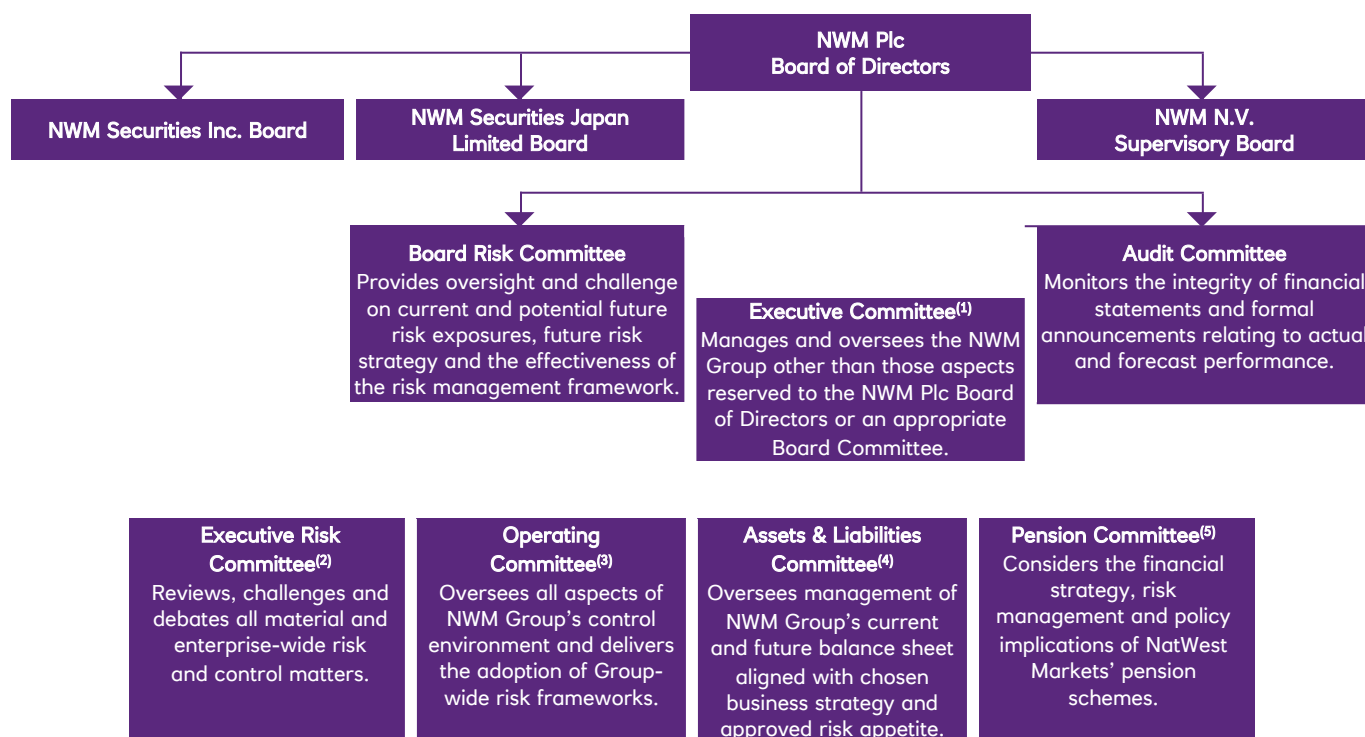 NWM Plc
Board of Directors
NWM Securities Inc. Board
NWM Securities Japan
Limited Board
NWM N.V.
Supervisory Board
Board Risk Committee
Provides oversight and challenge
on current and potential future
risk exposures, future risk
strategy and the effectiveness of
the risk management framework.
Executive Committee(1)
Manages and oversees the NWM
Group other than those aspects
reserved to the NWM Plc Board
of Directors or an appropriate
Board Committee.
Audit Committee
Monitors the integrity of financial
statements and formal
announcements relating to actual
and forecast performance.
Executive Risk
Committee(2)
Reviews, challenges and
debates all material and
enterprise-wide risk
and control matters.
Operating
Committee(3)
Oversees all aspects of
NWM Group’s control
environment and delivers
the adoption of Group-
wide risk frameworks.
Assets & Liabilities
Committee(4)
Oversees management of
NWM Group’s current
and future balance sheet
aligned with chosen
business strategy and
approved risk appetite.
Pension Committee(5)
Considers the financial
strategy, risk
management and policy
implications of NatWest
Markets’ pension
schemes.